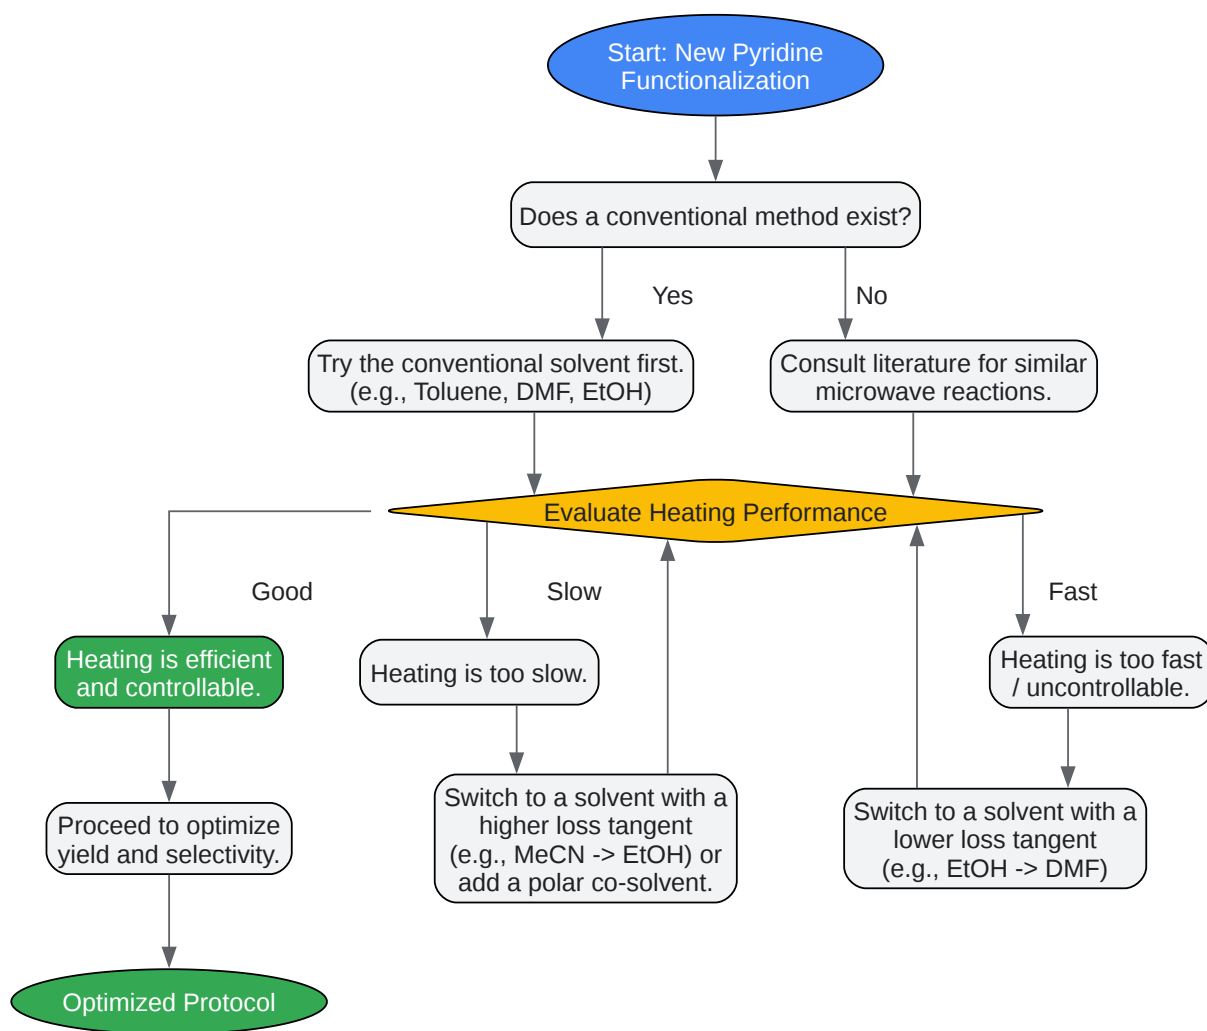 Start: New Pyridine
Functionalization
Does a conventional method exist?
Yes
No
Try the conventional solvent first.
(e.g., Toluene, DMF, EtOH)
Consult literature for similar
microwave reactions.
Evaluate Heating Performance
Good
Slow
Fast
Heating is efficient
and controllable.
Heating is too slow.
Heating is too fast
/ uncontrollable.
Proceed to optimize
yield and selectivity.
Switch to a solvent with a
higher loss tangent
(e.g., MeCN -> EtOH) or
add a polar co-solvent.
Switch to a solvent with a
lower loss tangent
(e.g., EtOH -> DMF)
Optimized Protocol